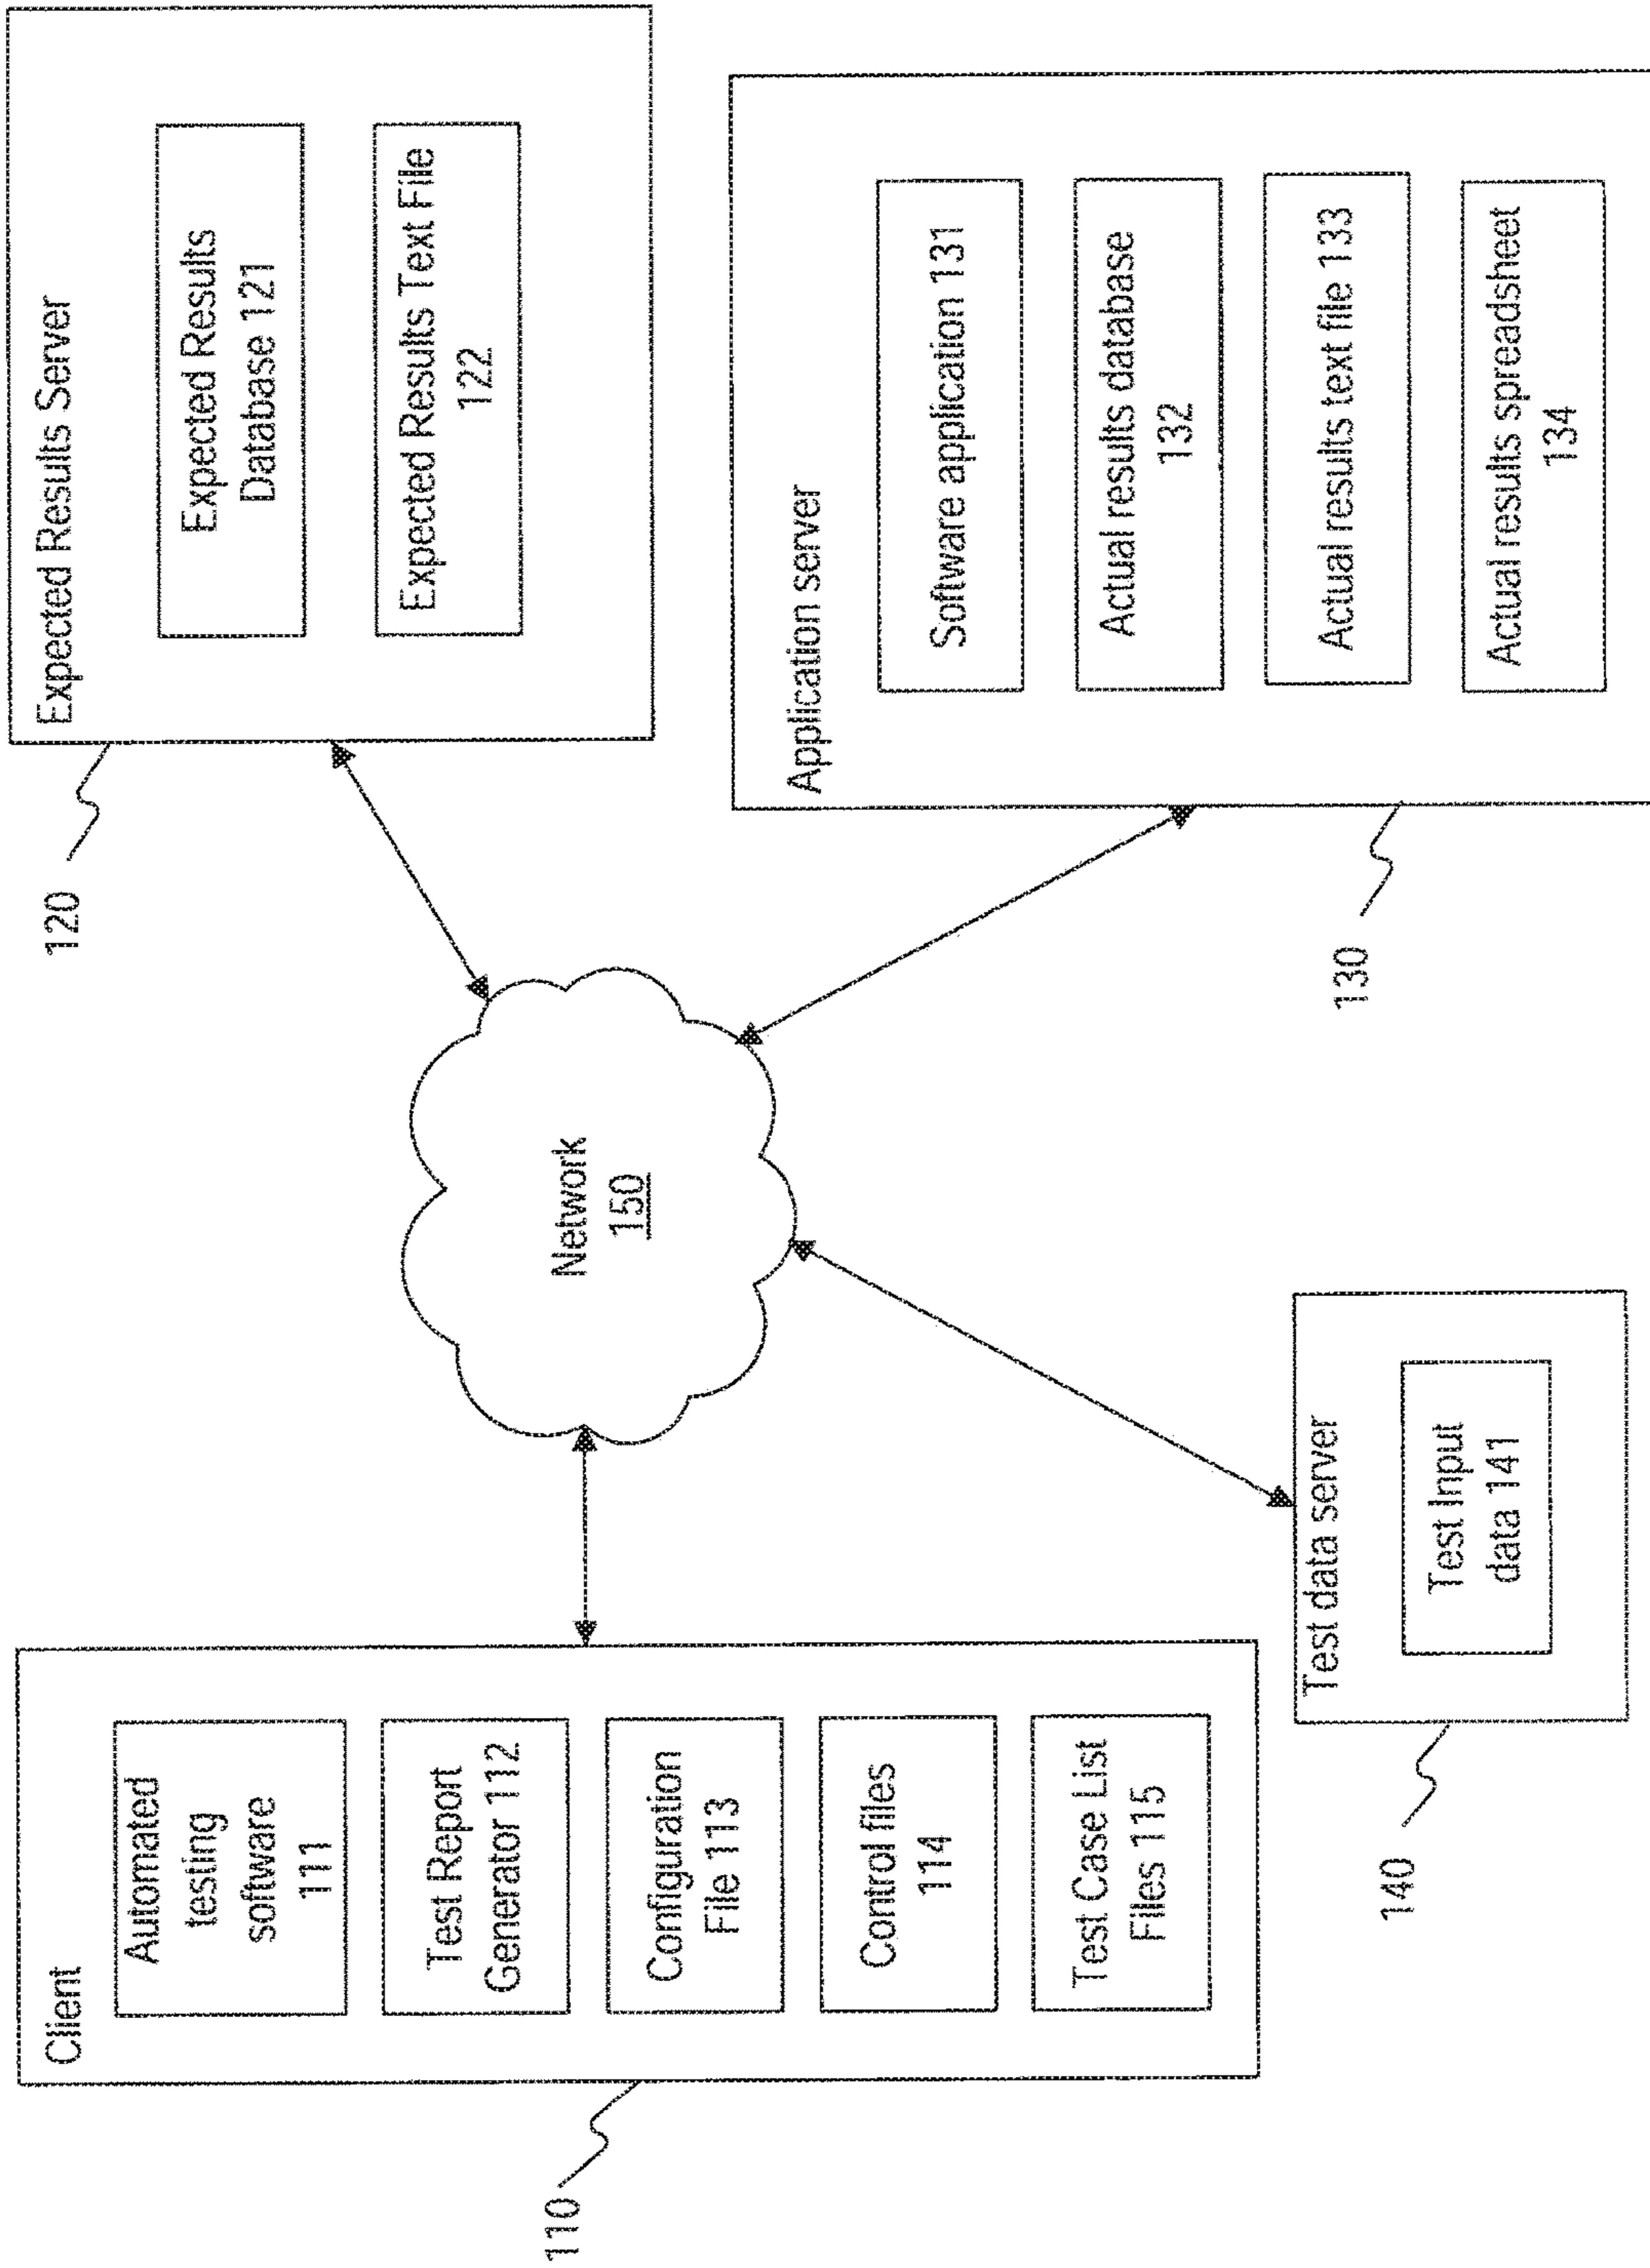 Client
Automated
testing
software
111
Test Report
Generator 112
Configuration
File 113
Control files
114
Test Case List
Files 115
110
Network
150
Expected Results Server
Expected Results
Database 121
Expected Results Text File
122
120
Application server
Software application 131
Actual results database
132
Actual results text file 133
Actual results spreadsheet
134
130
Test data server
Test Input
data 141
140